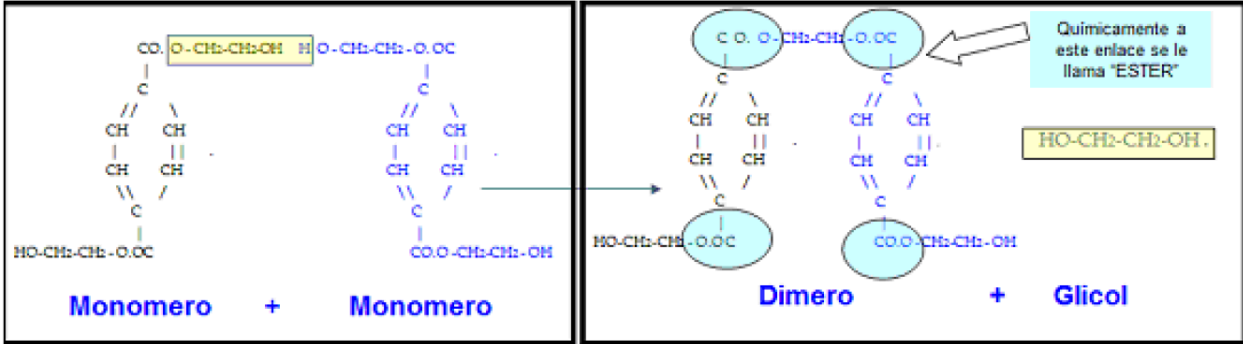 CO. O-CH2-CH2-OH H O-CH2-CH2-O.OC
| |
C C
// \ // \
CH CH CH CH
| || . | || .
CH CH CH CH
\\ / \\ /
C C
| |
HO-CH2-CH2-O.OC CO.O-CH2-CH2-OH
Monomero + Monomero
C O. O-CH2-CH2-O.OC
| |
C C
// \ // \
CH CH CH CH
| || . | ||.
CH CH CH CH
\\ / \\ /
C C
| |
HO-CH2-CH2-O.OC CO.O-CH2-CH2-OH
Dimero + Glicol
Químicamente a
este enlace se le
llama "ESTER"
HO-CH2-CH2-OH.